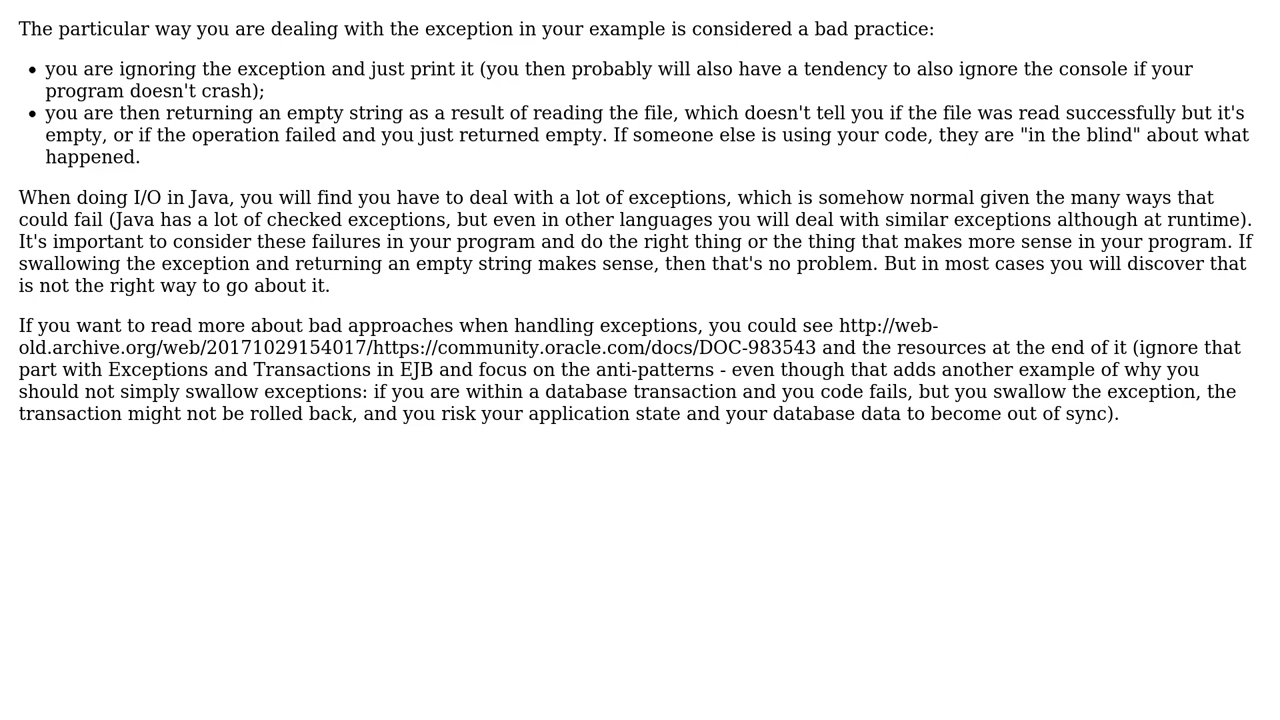 The particular way you are dealing with the exception in your example is considered a bad practice:
• you are ignoring the exception and just print it (you then probably will also have a tendency to also ignore the console if your
program doesn't crash);
• you are then returning an empty string as a result of reading the file, which doesn't tell you if the file was read successfully but it's
empty, or if the operation failed and you just returned empty. If someone else is using your code, they are "in the blind" about what
happened.
When doing I/O in Java, you will find you have to deal with a lot of exceptions, which is somehow normal given the many ways that
could fail (Java has a lot of checked exceptions, but even in other languages you will deal with similar exceptions although at runtime).
It's important to consider these failures in your program and do the right thing or the thing that makes more sense in your program. If
swallowing the exception and returning an empty string makes sense, then that's no problem. But in most cases you will discover that
is not the right way to go about it.
If you want to read more about bad approaches when handling exceptions, you could see http://web-
old.archive.org/web/20171029154017/https://community.oracle.com/docs/DOC-983543 and the resources at the end of it (ignore that
part with Exceptions and Transactions in EJB and focus on the anti-patterns - even though that adds another example of why you
should not simply swallow exceptions: if you are within a database transaction and you code fails, but you swallow the exception, the
transaction might not be rolled back, and you risk your application state and your database data to become out of sync).